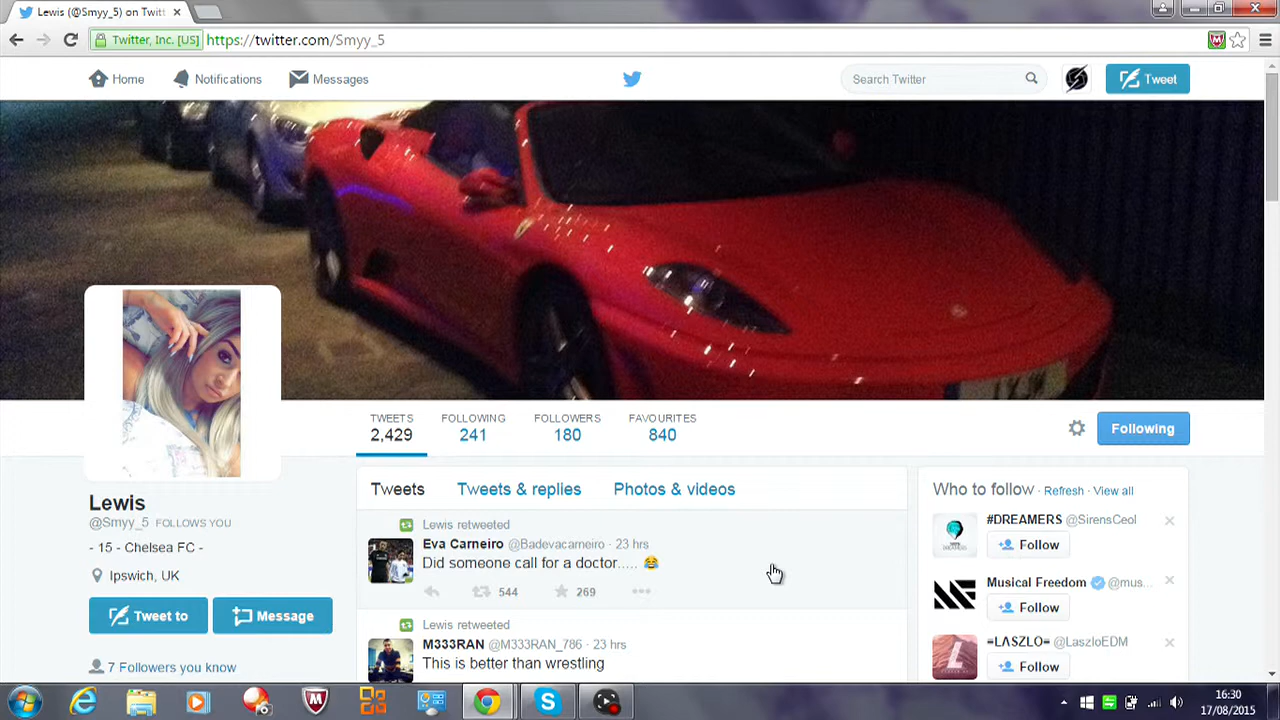 Lewis (@Smyy_5) on Twitt
Twitter, Inc. [US] https://twitter.com/Smyy_5
Home Notifications Messages Search Twitter Tweet
TWEETS FOLLOWING FOLLOWERS FAVOURITES
2,429 241 180 840
Following
Lewis
@Smyy_5 FOLLOWS YOU
- 15 - Chelsea FC -
Ipswich, UK
Tweet to Message
7 Followers you know
Tweets Tweets & replies Photos & videos
Lewis retweeted
Eva Carneiro @Badevacarneiro · 23 hrs
Did someone call for a doctor..... 😂
544 269
Lewis retweeted
M333RAN @M333RAN_786 · 23 hrs
This is better than wrestling
Who to follow · Refresh · View all
#DREAMERS @SirensCeol
Follow
Musical Freedom @mus...
Follow
=LΛSZLO= @LaszloEDM
Follow
16:30
17/08/2015